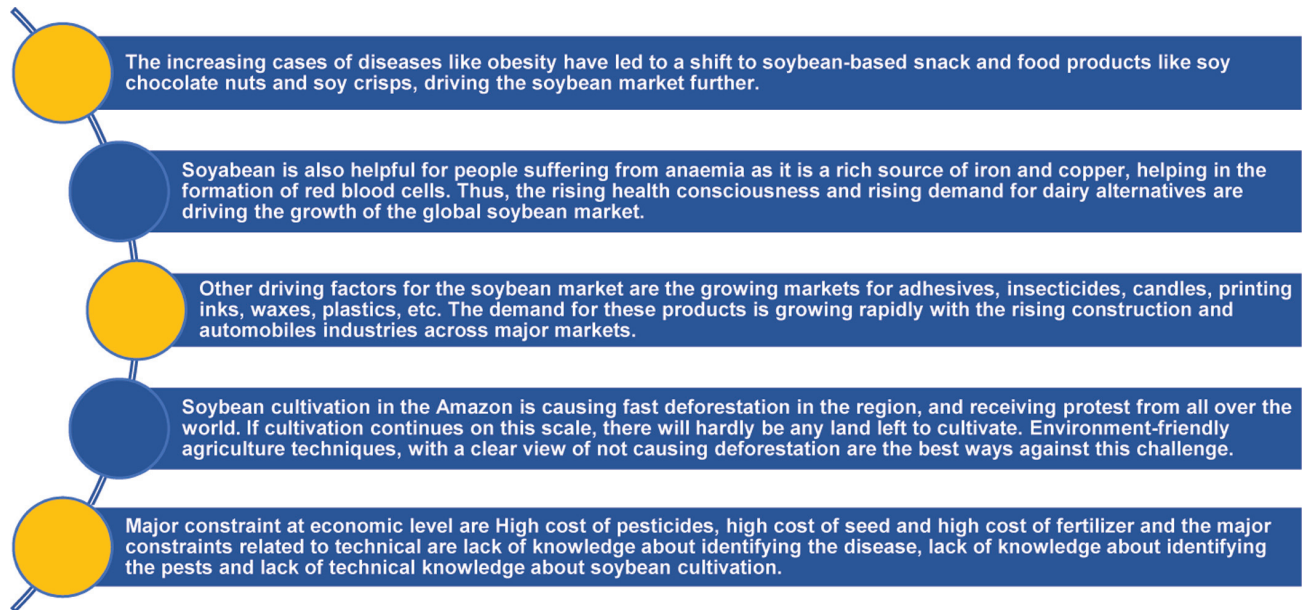 The increasing cases of diseases like obesity have led to a shift to soybean-based snack and food products like soy
chocolate nuts and soy crisps, driving the soybean market further.
Soyabean is also helpful for people suffering from anaemia as it is a rich source of iron and copper, helping in the
formation of red blood cells. Thus, the rising health consciousness and rising demand for dairy alternatives are
driving the growth of the global soybean market.
Other driving factors for the soybean market are the growing markets for adhesives, insecticides, candles, printing
inks, waxes, plastics, etc. The demand for these products is growing rapidly with the rising construction and
automobiles industries across major markets.
Soybean cultivation in the Amazon is causing fast deforestation in the region, and receiving protest from all over the
world. If cultivation continues on this scale, there will hardly be any land left to cultivate. Environment-friendly
agriculture techniques, with a clear view of not causing deforestation are the best ways against this challenge.
Major constraint at economic level are High cost of pesticides, high cost of seed and high cost of fertilizer and the major
constraints related to technical are lack of knowledge about identifying the disease, lack of knowledge about identifying
the pests and lack of technical knowledge about soybean cultivation.